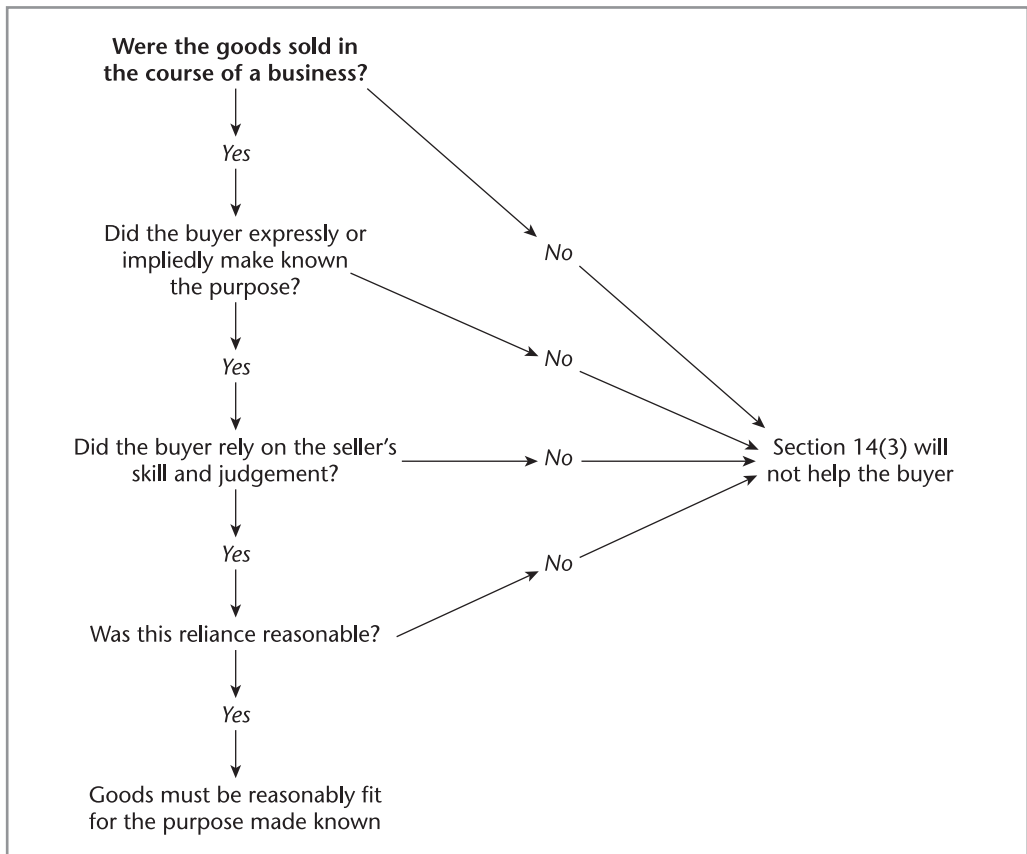 Were the goods sold in
the course of a business?
Yes
No
Did the buyer expressly or
impliedly make known
the purpose?
No
Yes
Did the buyer rely on the seller's
skill and judgement?
No
Section 14(3) will
not help the buyer
Yes
No
Was this reliance reasonable?
Yes
Goods must be reasonably fit
for the purpose made known